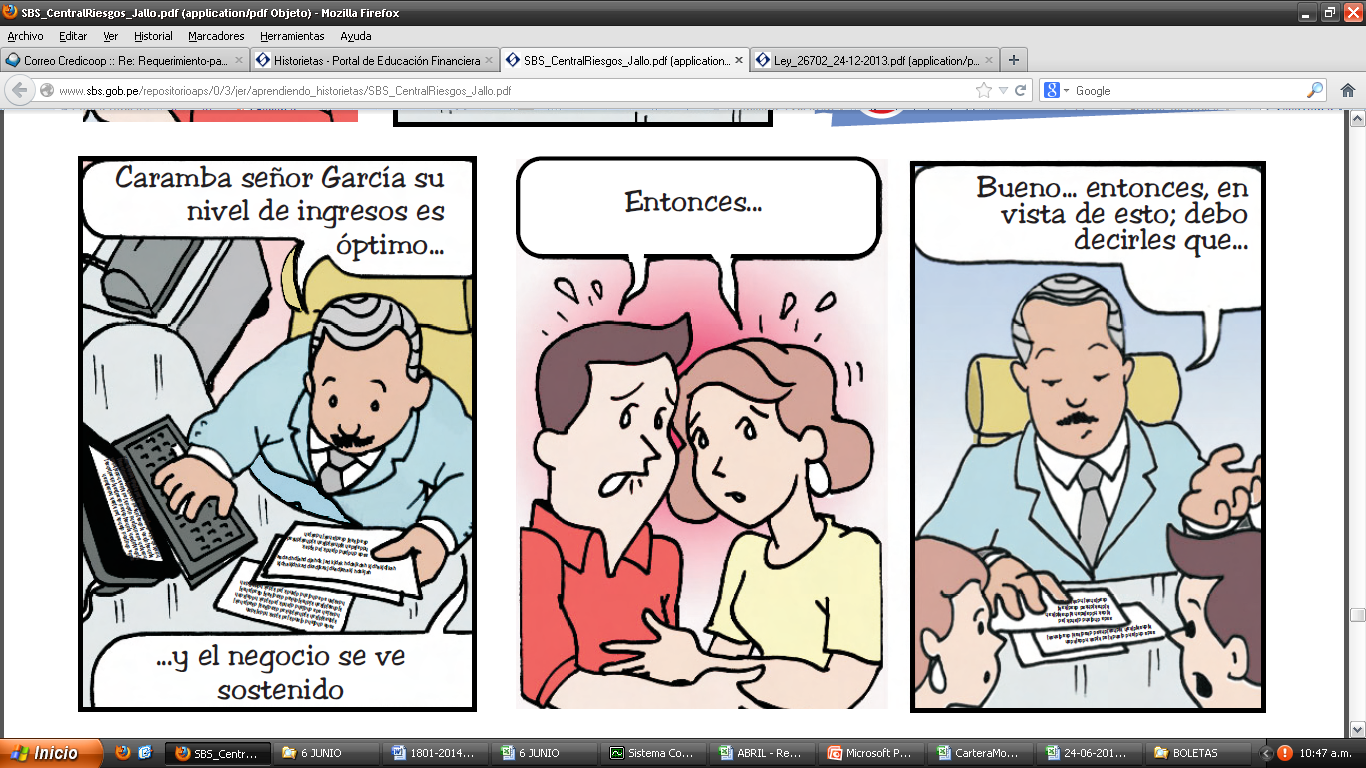 SBS_CentralRiesgos_Jallo.pdf (application/pdf Objeto) - Mozilla Firefox
Archivo Editar Ver Historial Marcadores Herramientas Ayuda
Correo Credicoop :: Re: Requerimiento-pa...
Historietas - Portal de Educación Financiera
SBS_CentralRiesgos_Jallo.pdf (application...
Ley_26702_24-12-2013.pdf (application/p...
www.sbs.gob.pe/repositorioaps/0/3/jer/aprendiendo_historietas/SBS_CentralRiesgos_Jallo.pdf
Google
Caramba señor García su
nivel de ingresos es
óptimo...
...y el negocio se ve
sostenido
Entonces...
Bueno... entonces, en
vista de esto; debo
decirles que...
Inicio
SBS_Centr...
6 JUNIO
1801-2014...
6 JUNIO
Sistema Co...
ABRIL - Re...
Microsoft P...
CarteraMo...
24-06-201...
BOLETAS
10:47 a.m.